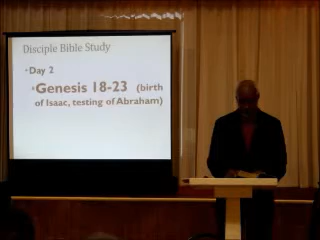 Disciple Bible Study
• Day 2
• Genesis 18-23 (birth
of Isaac, testing of Abraham)